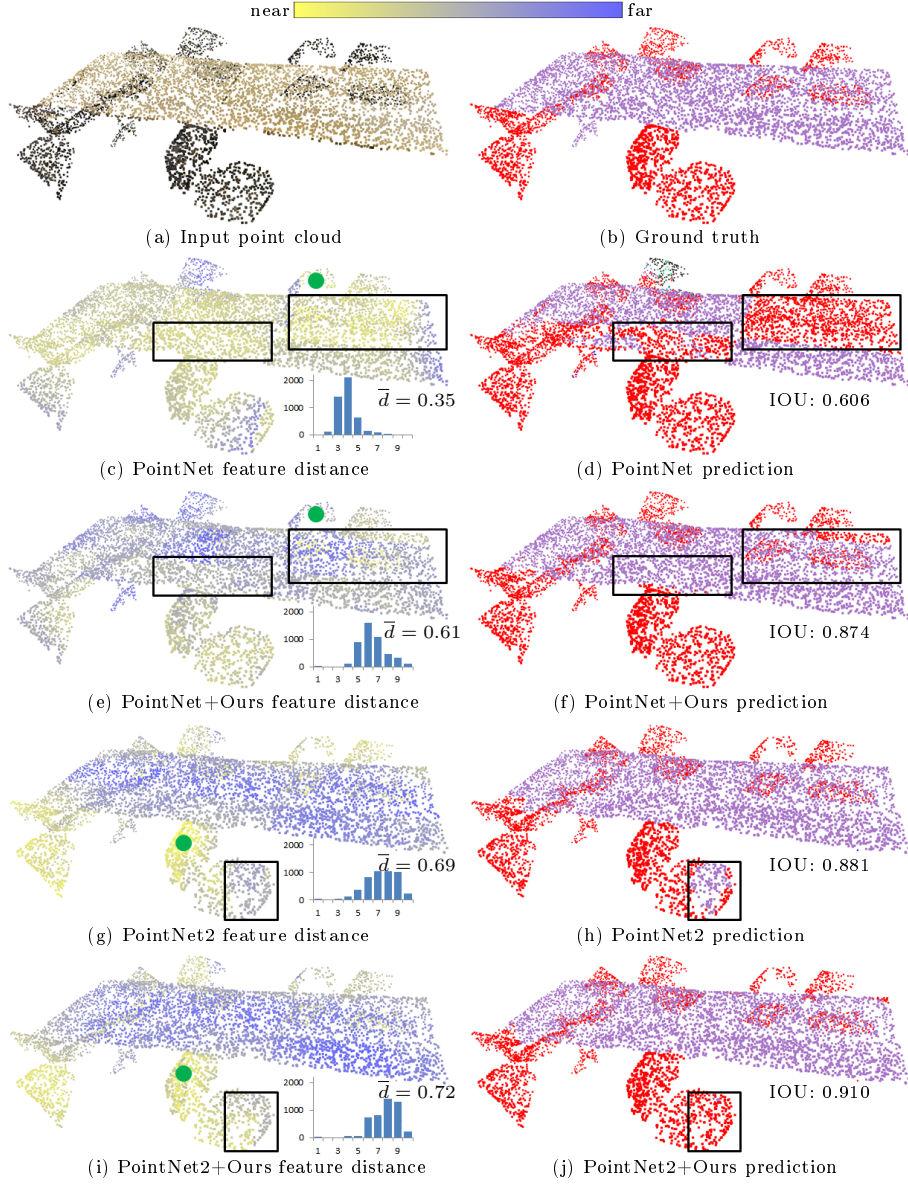 near far
(a) Input point cloud (b) Ground truth
2000
1000
0
1 3 5 7 9
d̅ = 0.35
IOU: 0.606
(c) PointNet feature distance (d) PointNet prediction
2000
1000
0
1 3 5 7 9
d̅ = 0.61
IOU: 0.874
(e) PointNet+Ours feature distance (f) PointNet+Ours prediction
2000
1000
0
1 3 5 7 9
d̅ = 0.69
IOU: 0.881
(g) PointNet2 feature distance (h) PointNet2 prediction
2000
1000
0
1 3 5 7 9
d̅ = 0.72
IOU: 0.910
(i) PointNet2+Ours feature distance (j) PointNet2+Ours prediction